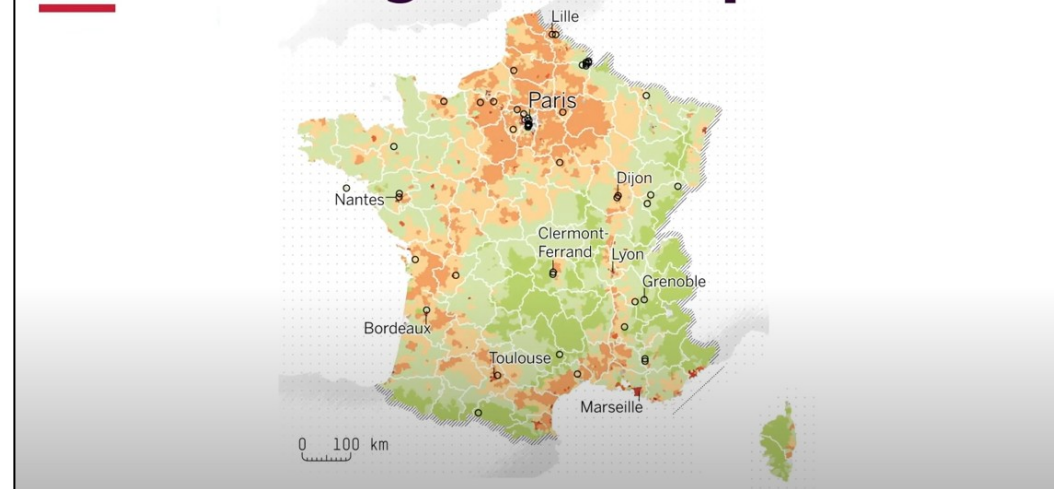 Lille
Paris
Dijon
Nantes
Clermont-
Ferrand
Lyon
Grenoble
Bordeaux
Toulouse
Marseille
0 100 km